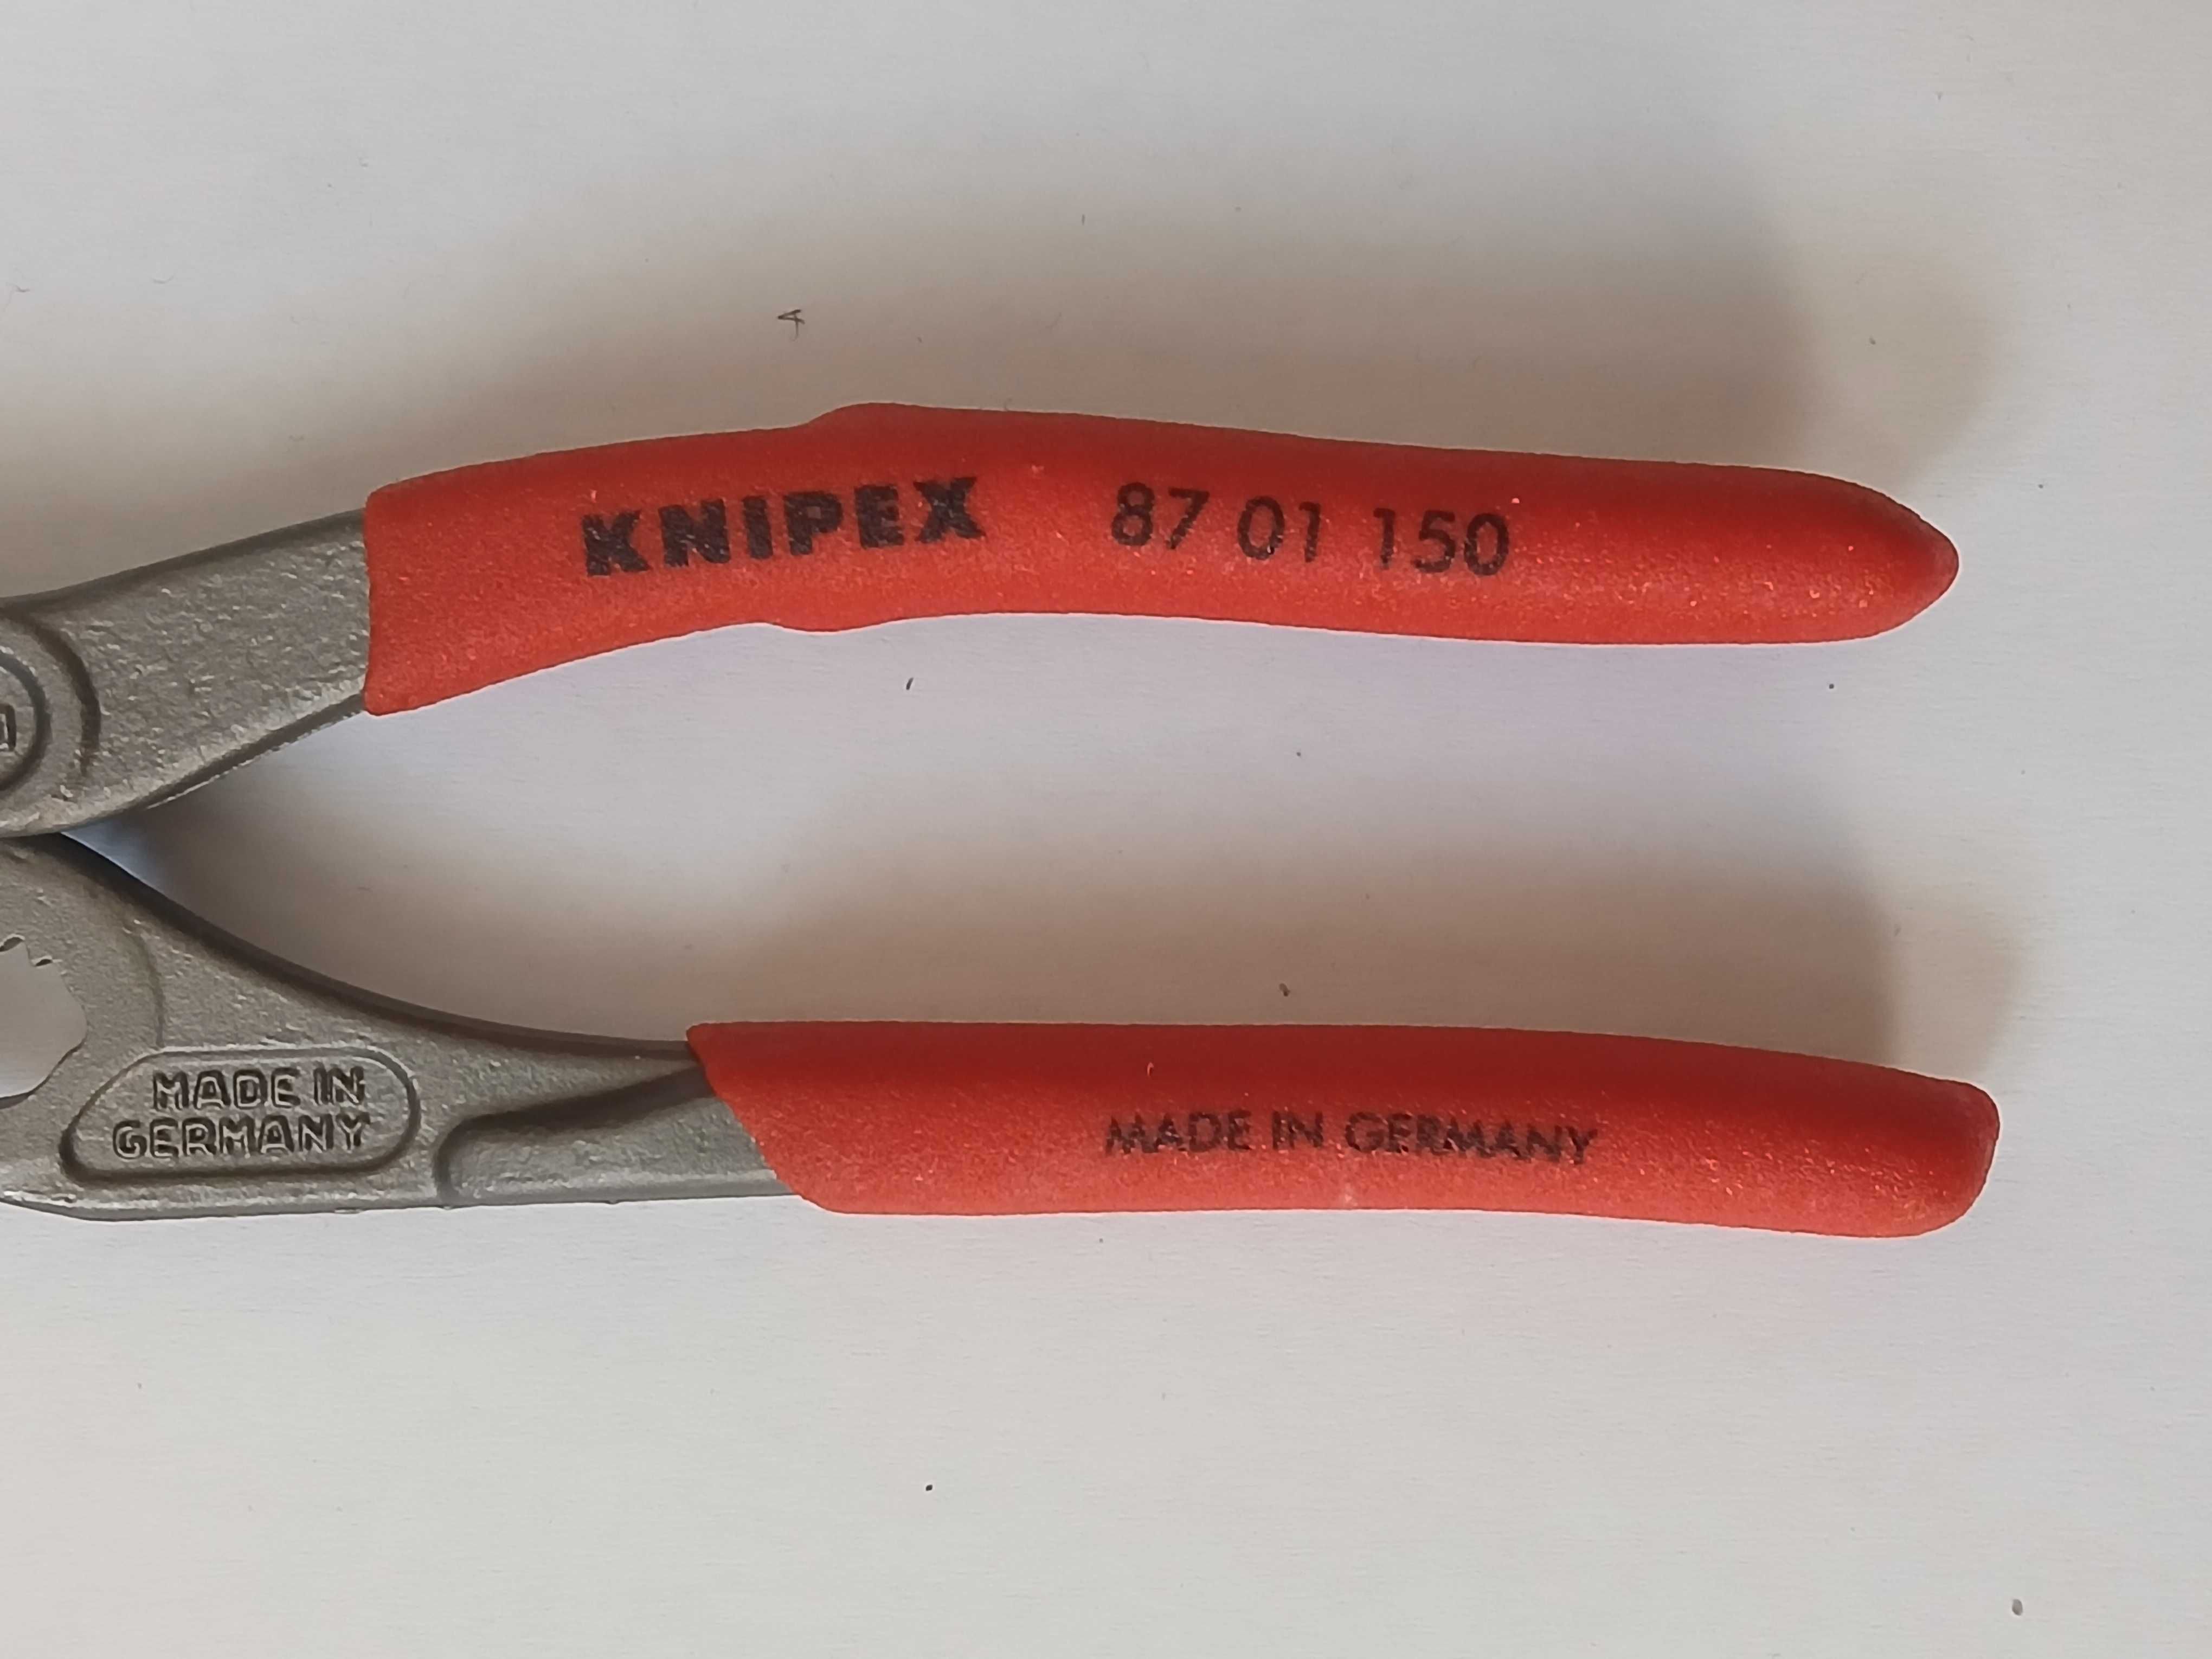 KNIPEX 87 01 150
MADE IN
GERMANY
MADE IN GERMANY